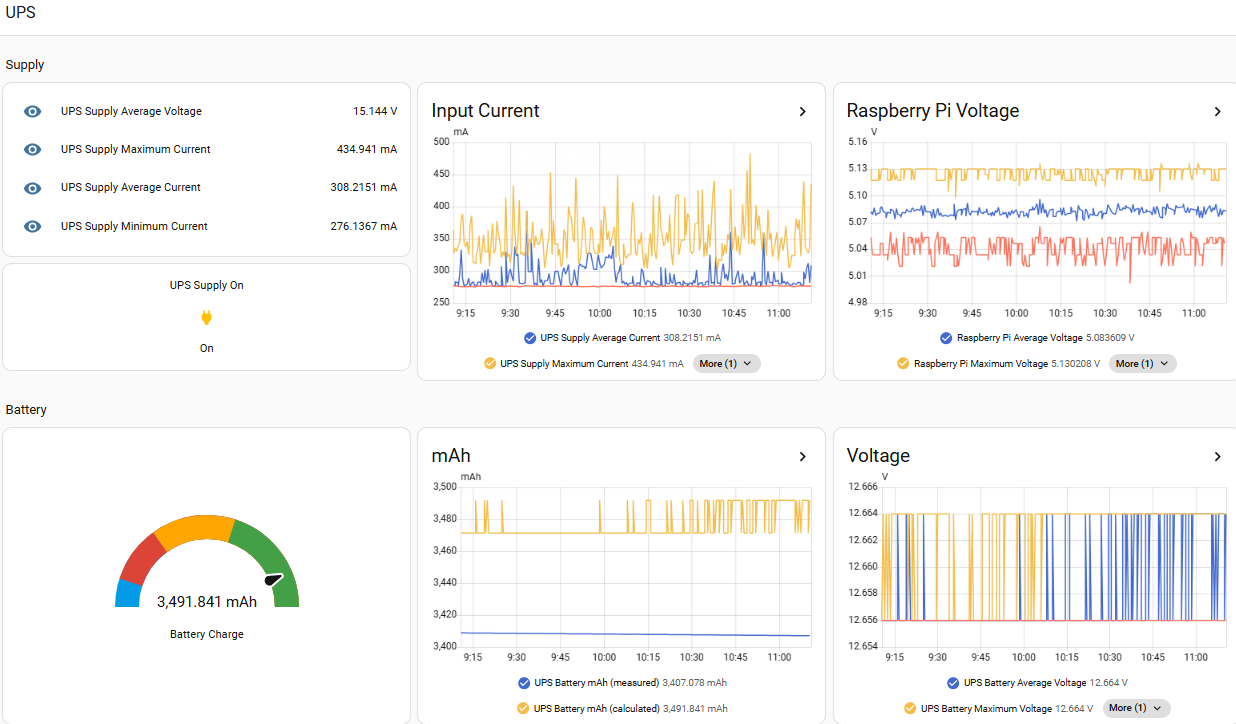 UPS
Supply
UPS Supply Average Voltage 15.144 V
UPS Supply Maximum Current 434.941 mA
UPS Supply Average Current 308.2151 mA
UPS Supply Minimum Current 276.1367 mA
UPS Supply On
On
Input Current
mA
500
450
400
350
300
250
9:15 9:30 9:45 10:00 10:15 10:30 10:45 11:00
UPS Supply Average Current 308.2151 mA
UPS Supply Maximum Current 434.941 mA More (1)
Raspberry Pi Voltage
V
5.16
5.13
5.10
5.07
5.04
5.01
4.98
9:15 9:30 9:45 10:00 10:15 10:30 10:45 11:00
Raspberry Pi Average Voltage 5.083609 V
Raspberry Pi Maximum Voltage 5.130208 V More (1)
Battery
3,491.841 mAh
Battery Charge
mAh
mAh
3,500
3,480
3,460
3,440
3,420
3,400
9:15 9:30 9:45 10:00 10:15 10:30 10:45 11:00
UPS Battery mAh (measured) 3,407.078 mAh
UPS Battery mAh (calculated) 3,491.841 mAh
Voltage
V
12.666
12.664
12.662
12.660
12.658
12.656
12.654
9:15 9:30 9:45 10:00 10:15 10:30 10:45 11:00
UPS Battery Average Voltage 12.664 V
UPS Battery Maximum Voltage 12.664 V More (1)